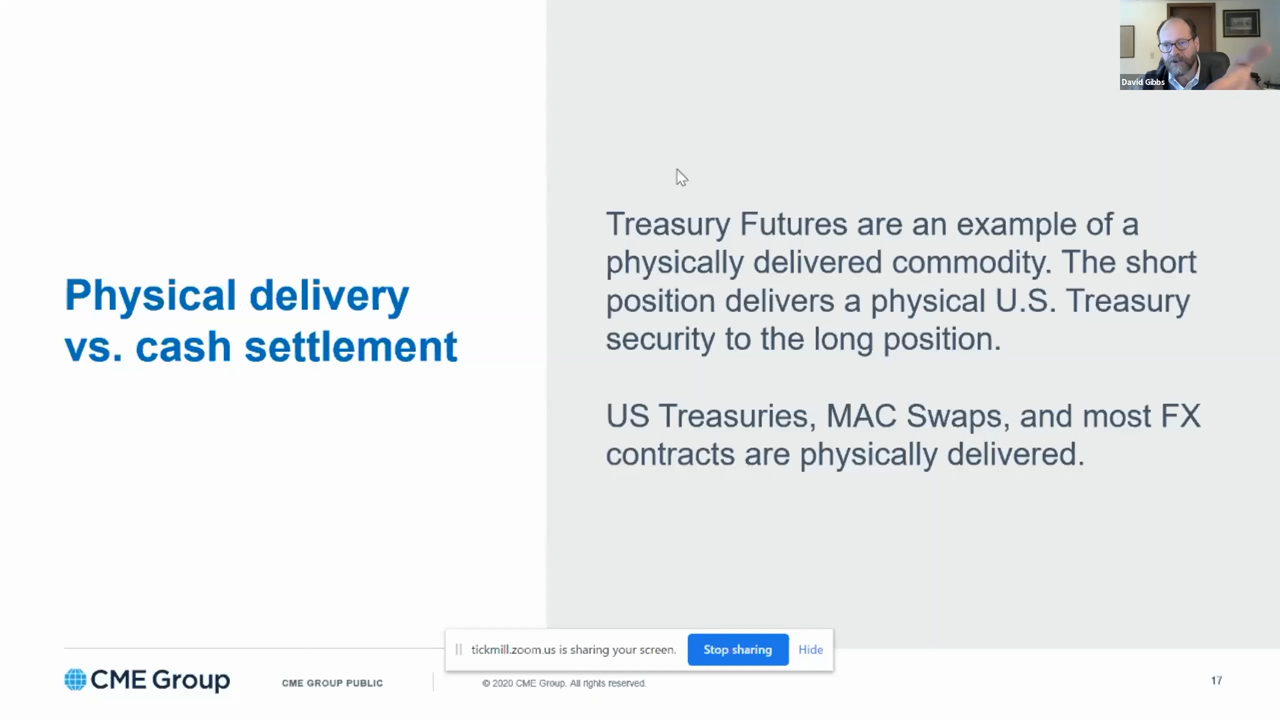 David Gibbs
Physical delivery
vs. cash settlement
Treasury Futures are an example of a
physically delivered commodity. The short
position delivers a physical U.S. Treasury
security to the long position.
US Treasuries, MAC Swaps, and most FX
contracts are physically delivered.
tickmill.zoom.us is sharing your screen.
Stop sharing
Hide
CME Group
CME GROUP PUBLIC
© 2020 CME Group. All rights reserved.
17